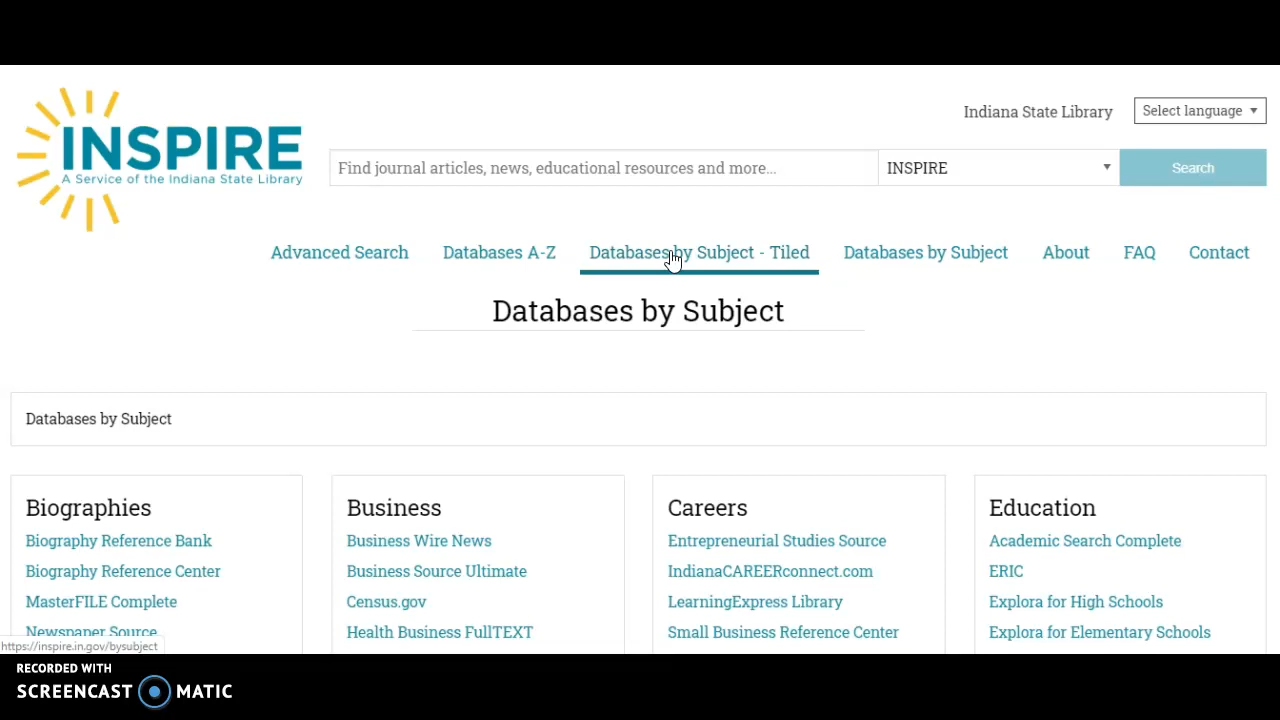 Indiana State Library
Select language
INSPIRE
A Service of the Indiana State Library
Find journal articles, news, educational resources and more...
INSPIRE
Search
Advanced Search
Databases A-Z
Databases by Subject - Tiled
Databases by Subject
About
FAQ
Contact
Databases by Subject
Databases by Subject
Biographies
Biography Reference Bank
Biography Reference Center
MasterFILE Complete
Newspaper Source
Business
Business Wire News
Business Source Ultimate
Census.gov
Health Business FullTEXT
Careers
Entrepreneurial Studies Source
IndianaCAREERconnect.com
LearningExpress Library
Small Business Reference Center
Education
Academic Search Complete
ERIC
Explora for High Schools
Explora for Elementary Schools
https://inspire.in.gov/bysubject
RECORDED WITH
SCREENCAST MATIC